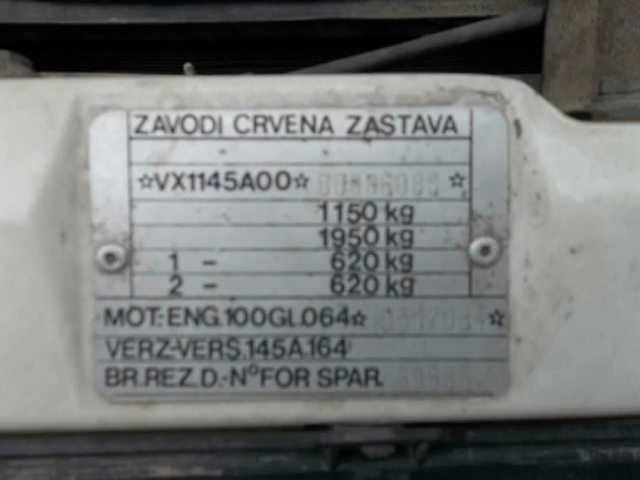 ZAVODI CRVENA ZASTAVA
☆VX1145A00☆ ☆
1150 kg
1950 kg
1 - 620 kg
2 - 620 kg
MOT:-ENG.100GL064☆ ☆
VERZ-VERS.145A.164
BR.REZ.D.-NºFOR SPAR.